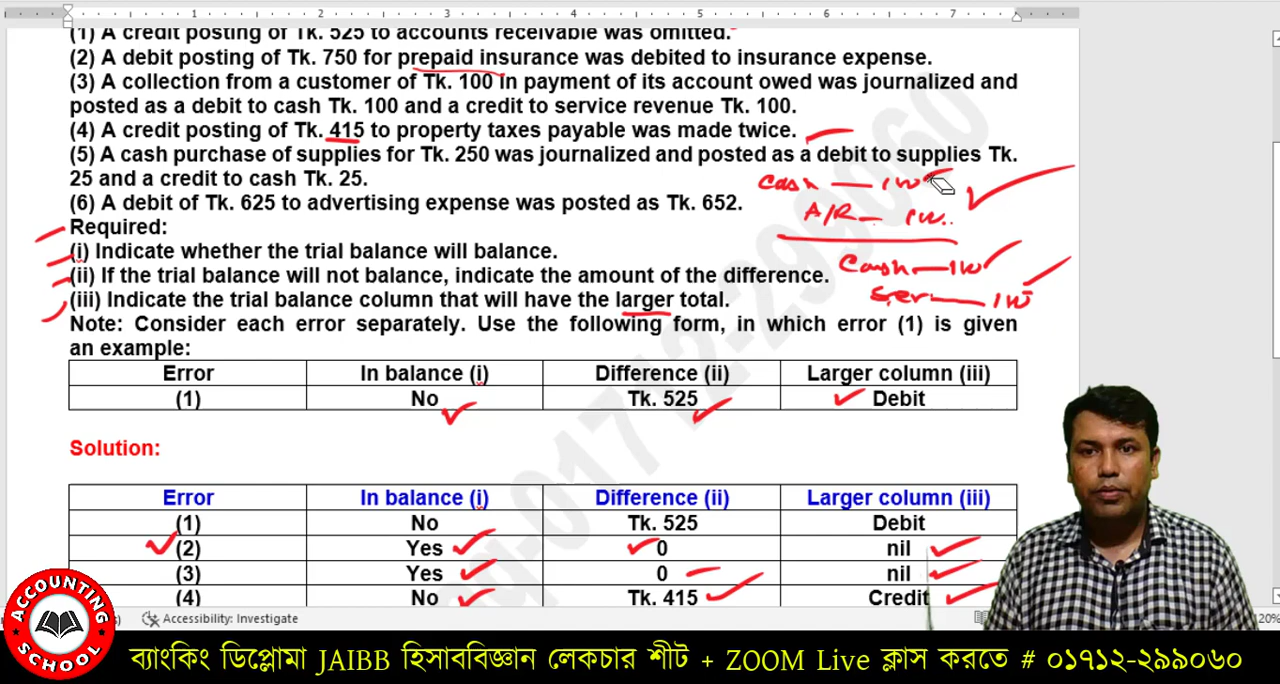 1 2 3 4 5 6 7
(1) A credit posting of Tk. 525 to accounts receivable was omitted.
(2) A debit posting of Tk. 750 for prepaid insurance was debited to insurance expense.
(3) A collection from a customer of Tk. 100 in payment of its account owed was journalized and
posted as a debit to cash Tk. 100 and a credit to service revenue Tk. 100.
(4) A credit posting of Tk. 415 to property taxes payable was made twice.
(5) A cash purchase of supplies for Tk. 250 was journalized and posted as a debit to supplies Tk.
25 and a credit to cash Tk. 25.
Cash
(6) A debit of Tk. 625 to advertising expense was posted as Tk. 652.
A/R
Required:
(i) Indicate whether the trial balance will balance.
Cash
(ii) If the trial balance will not balance, indicate the amount of the difference.
(iii) Indicate the trial balance column that will have the larger total.
Ser
Note: Consider each error separately. Use the following form, in which error (1) is given
an example:
Error In balance (i) Difference (ii) Larger column (iii)
(1) No Tk. 525 Debit
Solution:
Error In balance (i) Difference (ii) Larger column (iii)
(1) No Tk. 525 Debit
(2) Yes 0 nil
(3) Yes 0 nil
(4) No Tk. 415 Credit
Accessibility: Investigate
20%
ACCOUNTING
SCHOOL
ব্যাংকিং ডিপ্লোমা JAIBB হিসাববিজ্ঞান লেকচার শীট + ZOOM Live ক্লাস করতে # ০১৭১২-২৯৯০৬০